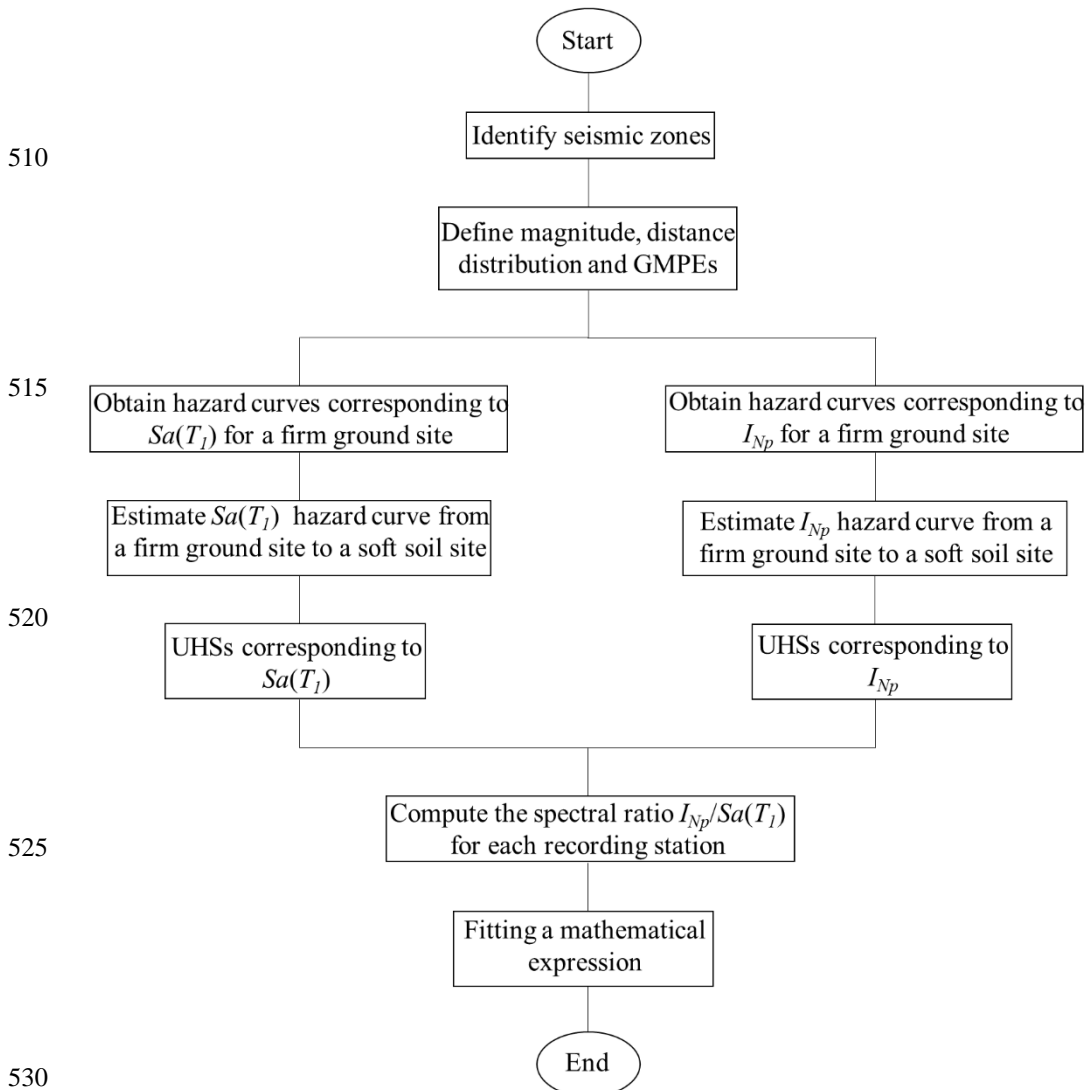 Start
Identify seismic zones
510
Define magnitude, distance
distribution and GMPEs
515
Obtain hazard curves corresponding to
Sa(T1) for a firm ground site
Obtain hazard curves corresponding to
INp for a firm ground site
Estimate Sa(T1) hazard curve from
a firm ground site to a soft soil site
Estimate INp hazard curve from a
firm ground site to a soft soil site
520
UHSs corresponding to
Sa(T1)
UHSs corresponding to
INp
Compute the spectral ratio INp/Sa(T1)
for each recording station
525
Fitting a mathematical
expression
End
530